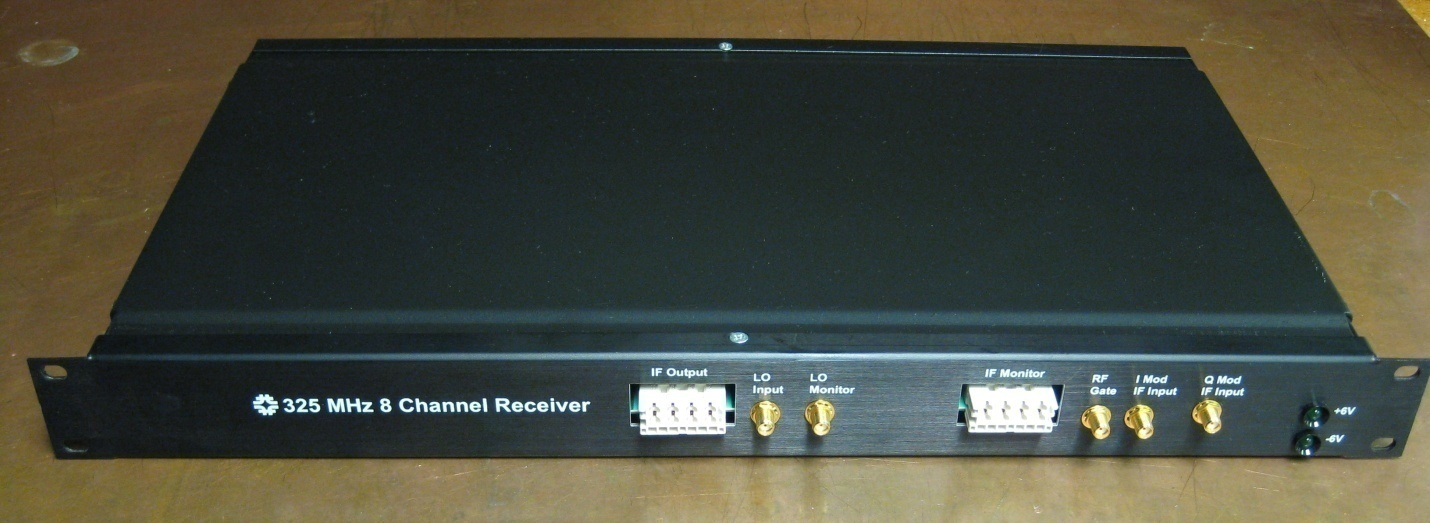 325 MHz 8 Channel Receiver
IF Output
LO
Input
LO
Monitor
IF Monitor
RF
Gate
I Mod
IF Input
Q Mod
IF Input
+6V
-6V